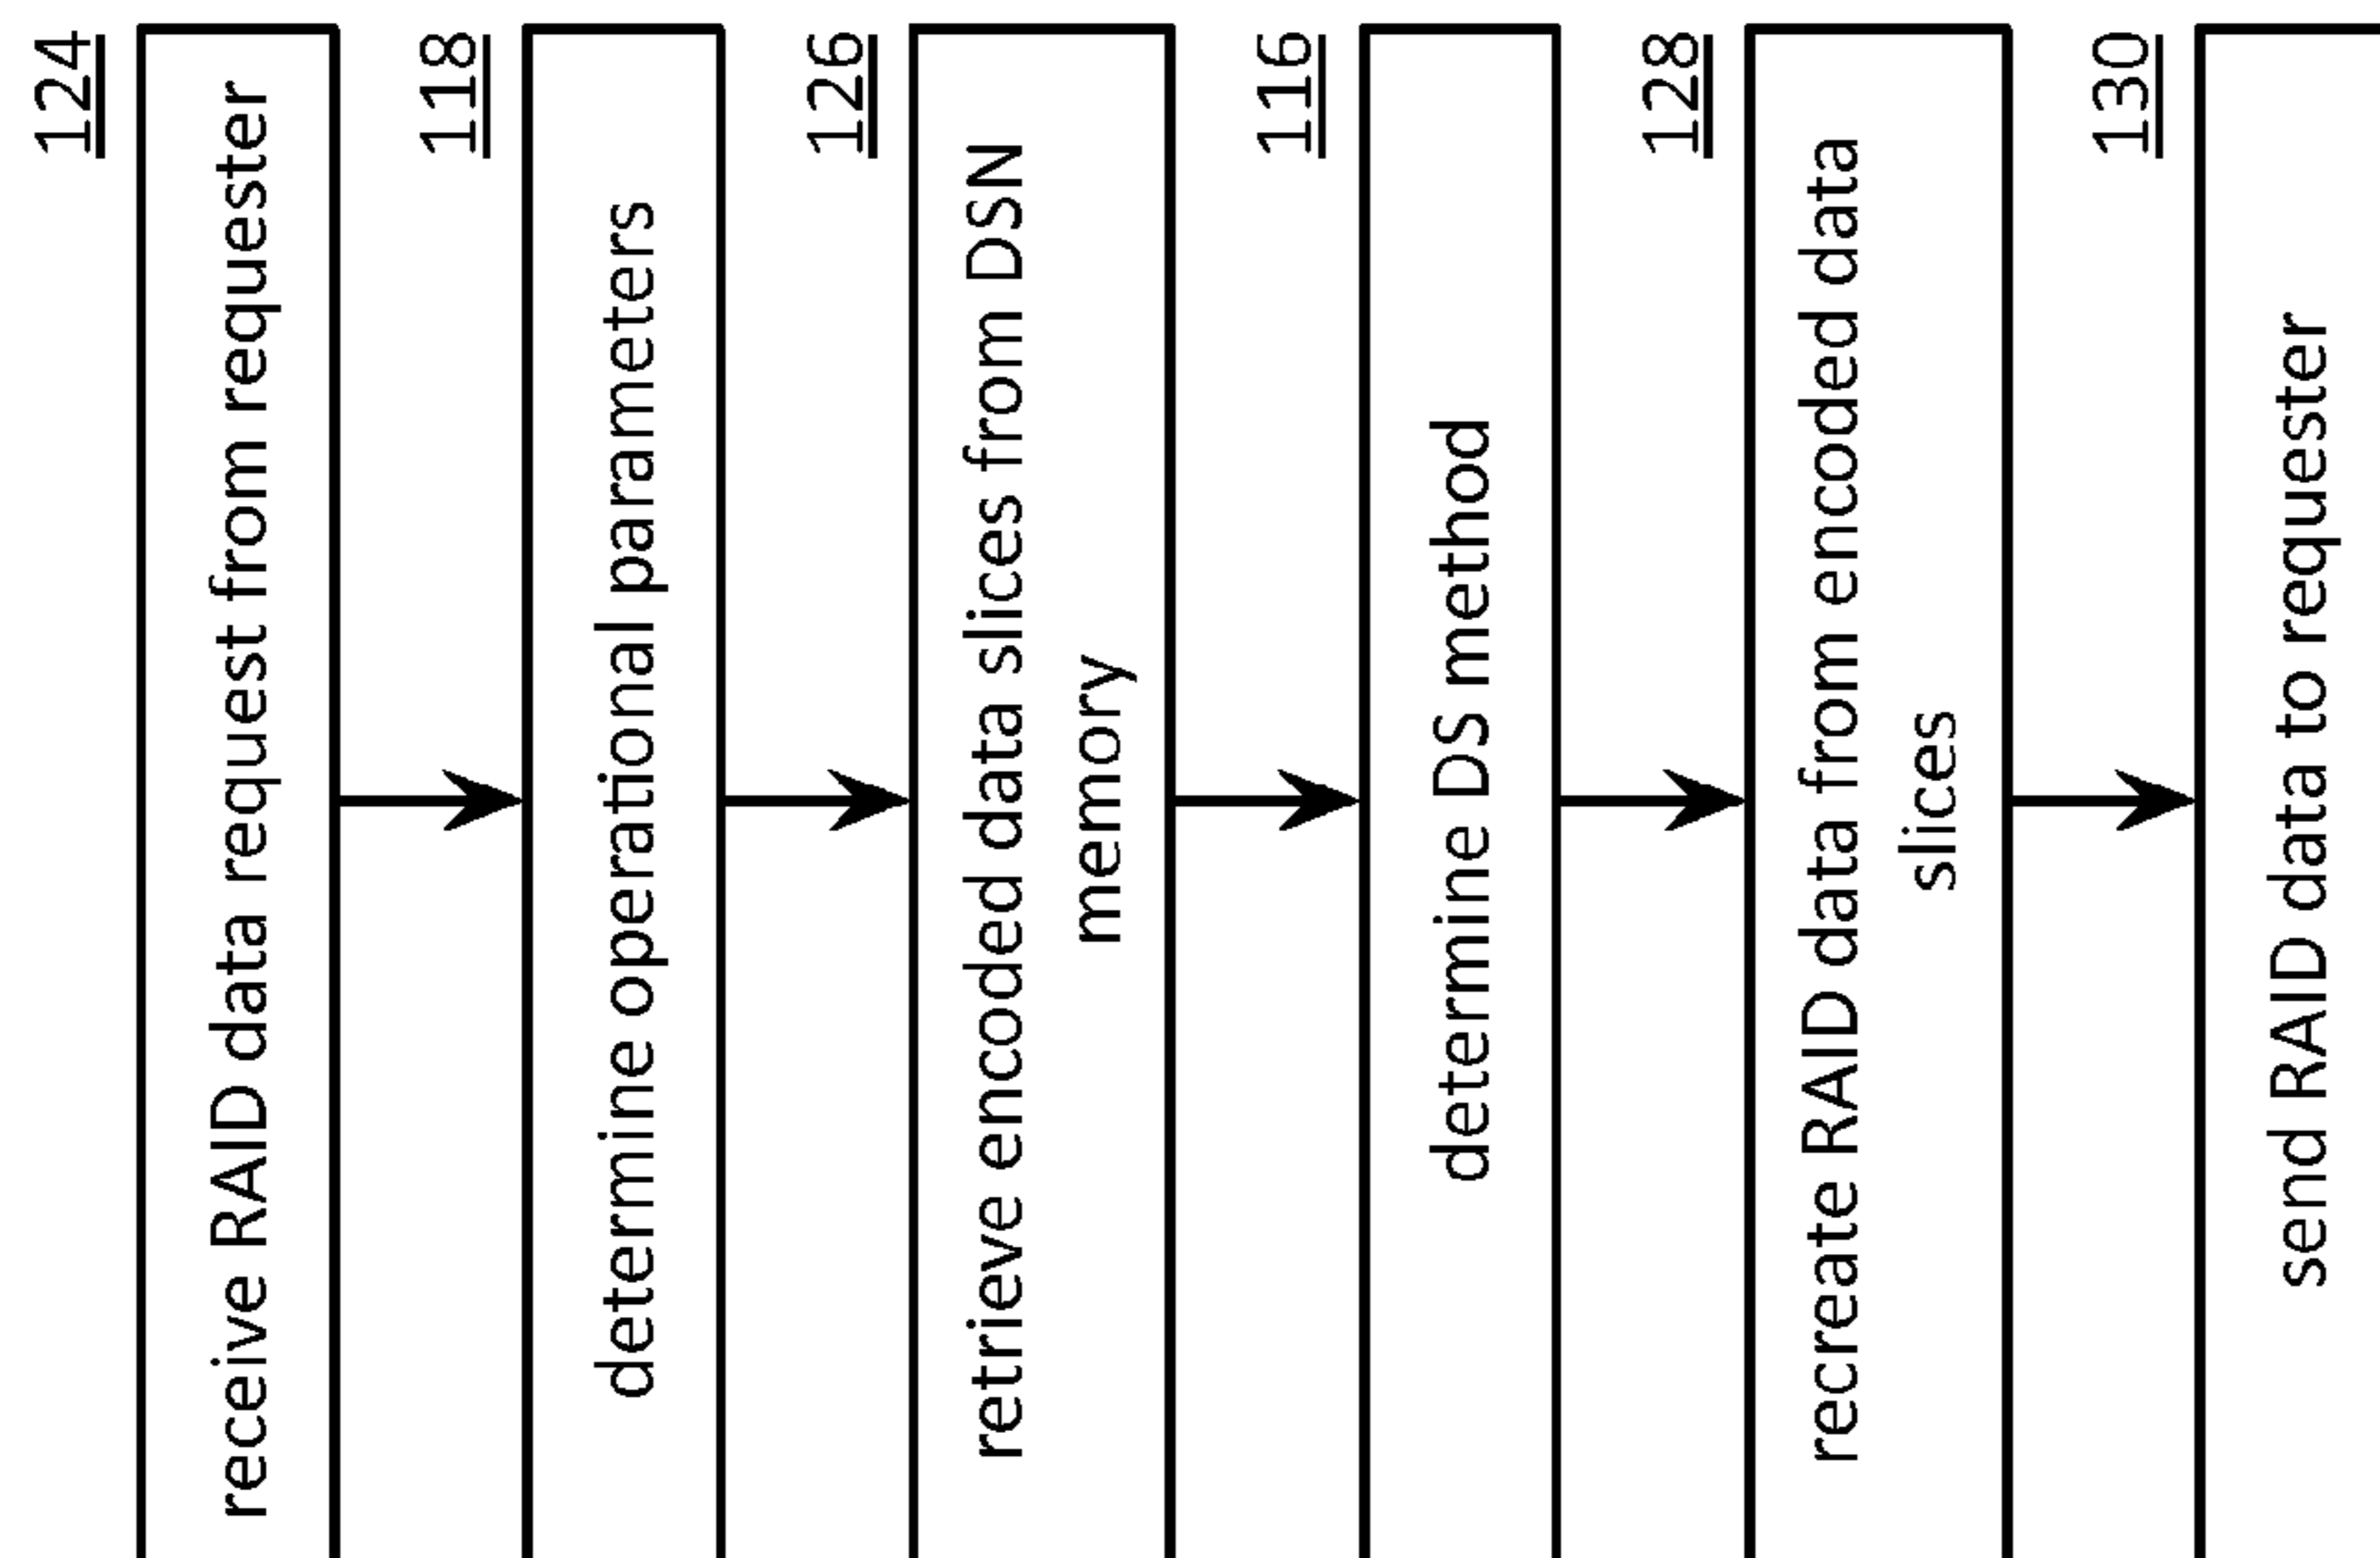 124
receive RAID data request from requester
118
determine operational parameters
126
retrieve encoded data slices from DSN
memory
116
determine DS method
128
recreate RAID data from encoded data
slices
130
send RAID data to requester